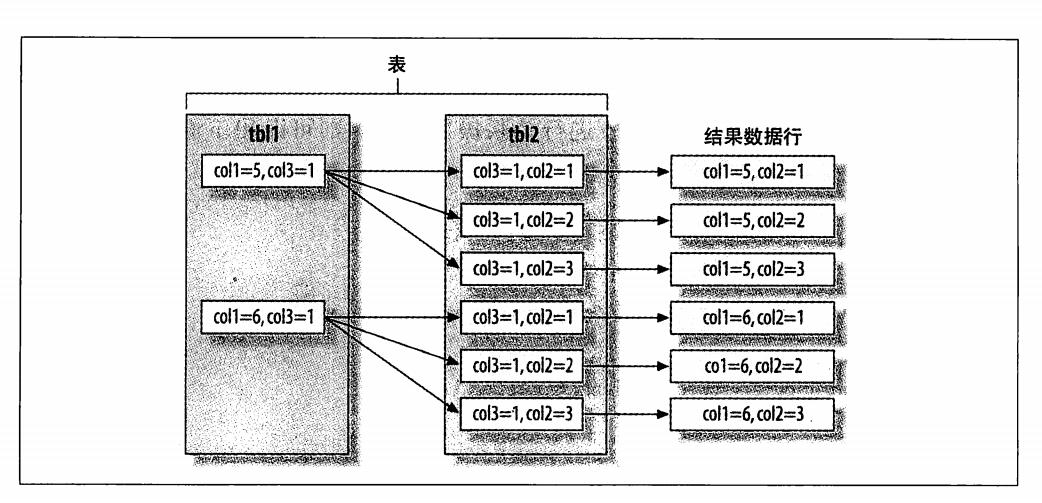 表
tbl1 tbl2 结果数据行
col1=5,col3=1 col3=1,col2=1 col1=5,col2=1
col3=1,col2=2 col1=5,col2=2
col3=1,col2=3 col1=5,col2=3
col1=6,col3=1 col3=1,col2=1 col1=6,col2=1
col3=1,col2=2 co1=6,col2=2
col3=1,col2=3 col1=6,col2=3